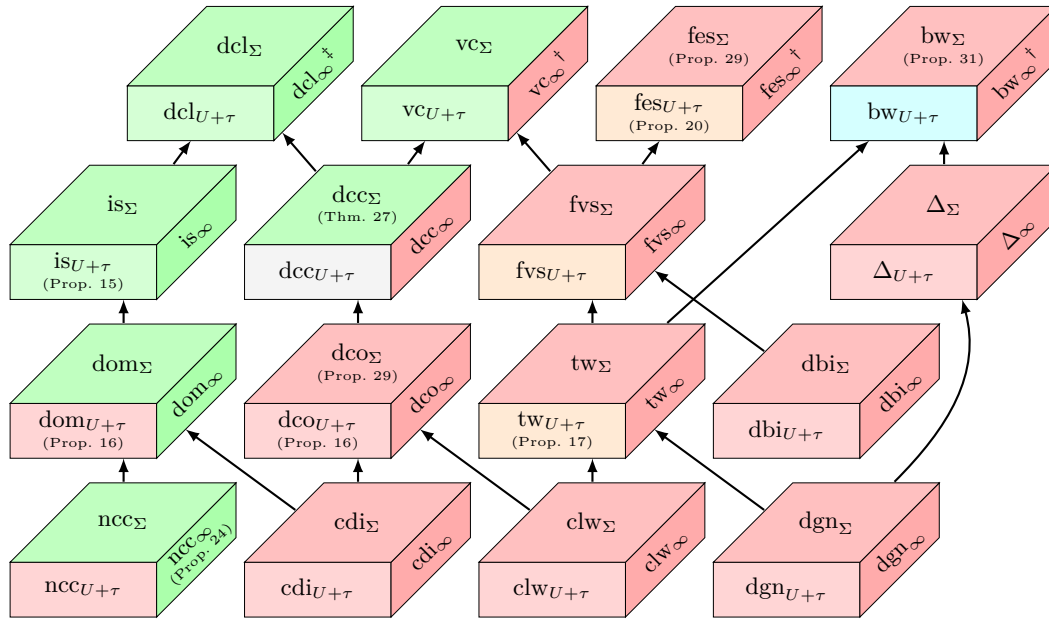 dcl_Σ
dcl_∞ ‡
dcl_{U+τ}
vc_Σ
vc_∞ †
vc_{U+τ}
fes_Σ
(Prop. 29)
fes_∞ †
fes_{U+τ}
(Prop. 20)
bw_Σ
(Prop. 31)
bw_∞ †
bw_{U+τ}
is_Σ
is_∞
is_{U+τ}
(Prop. 15)
dcc_Σ
(Thm. 27)
dcc_∞
dcc_{U+τ}
fvs_Σ
fvs_∞
fvs_{U+τ}
Δ_Σ
Δ_∞
Δ_{U+τ}
dom_Σ
dom_∞
dom_{U+τ}
(Prop. 16)
dco_Σ
(Prop. 29)
dco_∞
dco_{U+τ}
(Prop. 16)
tw_Σ
tw_∞
tw_{U+τ}
(Prop. 17)
dbi_Σ
dbi_∞
dbi_{U+τ}
ncc_Σ
ncc_∞
(Prop. 24)
ncc_{U+τ}
cdi_Σ
cdi_∞
cdi_{U+τ}
clw_Σ
clw_∞
clw_{U+τ}
dgn_Σ
dgn_∞
dgn_{U+τ}